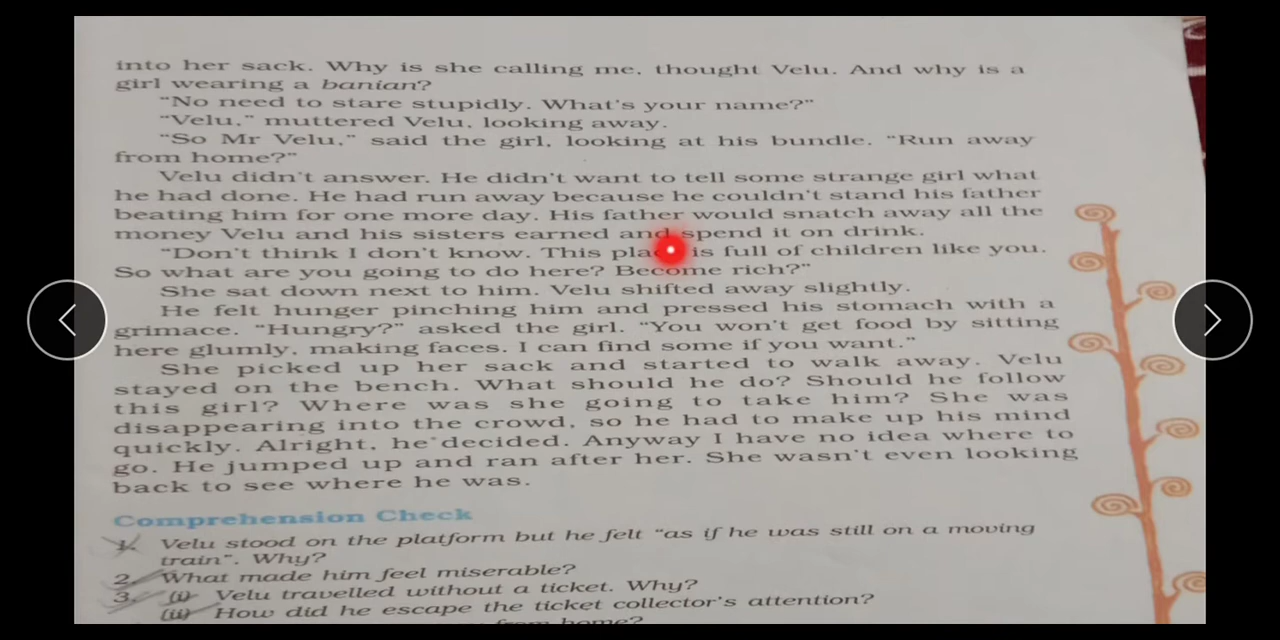 into her sack. Why is she calling me, thought Velu. And why is a
girl wearing a banian?
“No need to stare stupidly. What's your name?”
“Velu,” muttered Velu, looking away.
“So Mr Velu,” said the girl, looking at his bundle. “Run away
from home?”
Velu didn't answer. He didn't want to tell some strange girl what
he had done. He had run away because he couldn't stand his father
beating him for one more day. His father would snatch away all the
money Velu and his sisters earned and spend it on drink.
“Don't think I don't know. This place is full of children like you.
So what are you going to do here? Become rich?”
She sat down next to him. Velu shifted away slightly.
He felt hunger pinching him and pressed his stomach with a
grimace. “Hungry?” asked the girl. “You won't get food by sitting
here glumly, making faces. I can find some if you want.”
She picked up her sack and started to walk away. Velu
stayed on the bench. What should he do? Should he follow
this girl? Where was she going to take him? She was
disappearing into the crowd, so he had to make up his mind
quickly. Alright, he decided. Anyway I have no idea where to
go. He jumped up and ran after her. She wasn't even looking
back to see where he was.
Comprehension Check
1. Velu stood on the platform but he felt “as if he was still on a moving
train”. Why?
2. What made him feel miserable?
3. (i) Velu travelled without a ticket. Why?
(ii) How did he escape the ticket collector's attention?
from home?